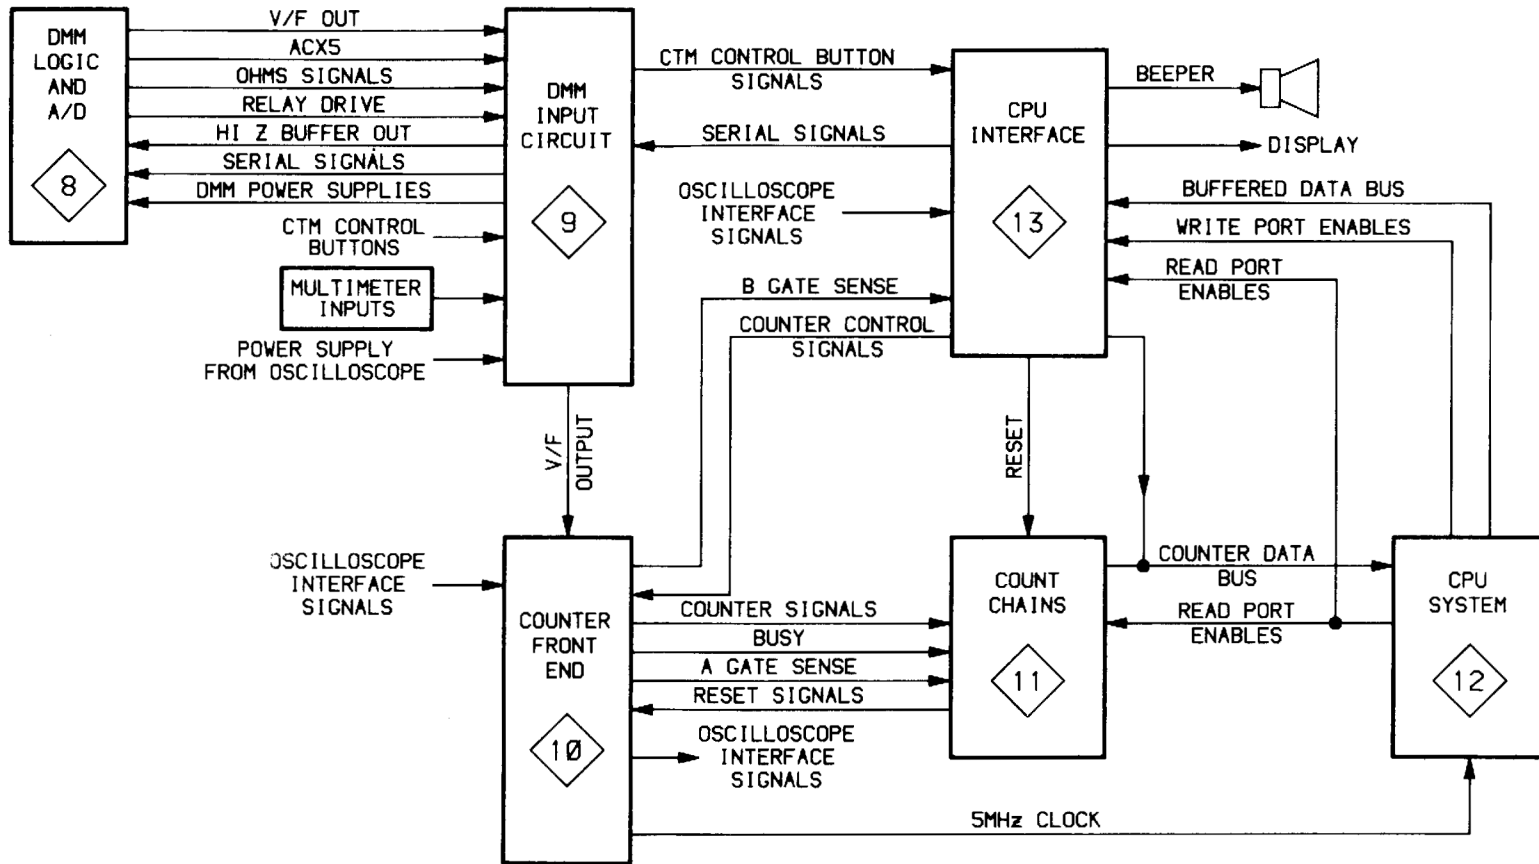 DMM
LOGIC
AND
A/D
8
V/F OUT
ACX5
OHMS SIGNALS
RELAY DRIVE
HI Z BUFFER OUT
SERIAL SIGNALS
DMM POWER SUPPLIES
CTM CONTROL
BUTTONS
MULTIMETER
INPUTS
POWER SUPPLY
FROM OSCILLOSCOPE
DMM
INPUT
CIRCUIT
9
CTM CONTROL BUTTON
SIGNALS
SERIAL SIGNALS
OSCILLOSCOPE
INTERFACE
SIGNALS
B GATE SENSE
COUNTER CONTROL
SIGNALS
CPU
INTERFACE
13
BEEPER
DISPLAY
BUFFERED DATA BUS
WRITE PORT ENABLES
READ PORT
ENABLES
V/F
OUTPUT
RESET
OSCILLOSCOPE
INTERFACE
SIGNALS
COUNTER
FRONT
END
10
COUNTER SIGNALS
BUSY
A GATE SENSE
RESET SIGNALS
OSCILLOSCOPE
INTERFACE
SIGNALS
5MHz CLOCK
COUNT
CHAINS
11
COUNTER DATA
BUS
READ PORT
ENABLES
CPU
SYSTEM
12